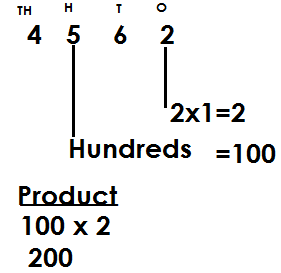 TH H T O
4 5 6 2
2x1=2
Hundreds =100
Product
100 x 2
200